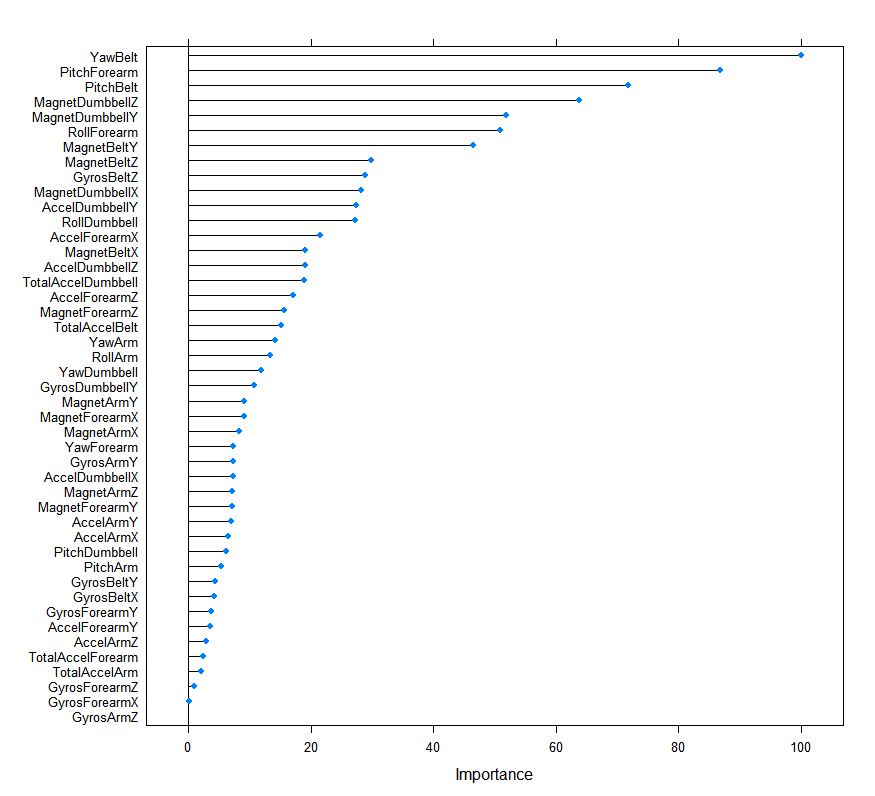 YawBelt
PitchForearm
PitchBelt
MagnetDumbbellZ
MagnetDumbbellY
RollForearm
MagnetBeltY
MagnetBeltZ
GyrosBeltZ
MagnetDumbbellX
AccelDumbbellY
RollDumbbell
AccelForearmX
MagnetBeltX
AccelDumbbellZ
TotalAccelDumbbell
AccelForearmZ
MagnetForearmZ
TotalAccelBelt
YawArm
RollArm
YawDumbbell
GyrosDumbbellY
MagnetArmY
MagnetForearmX
MagnetArmX
YawForearm
GyrosArmY
AccelDumbbellX
MagnetArmZ
MagnetForearmY
AccelArmY
AccelArmX
PitchDumbbell
PitchArm
GyrosBeltY
GyrosBeltX
GyrosForearmY
AccelForearmY
AccelArmZ
TotalAccelForearm
TotalAccelArm
GyrosForearmZ
GyrosForearmX
GyrosArmZ
0 20 40 60 80 100
Importance